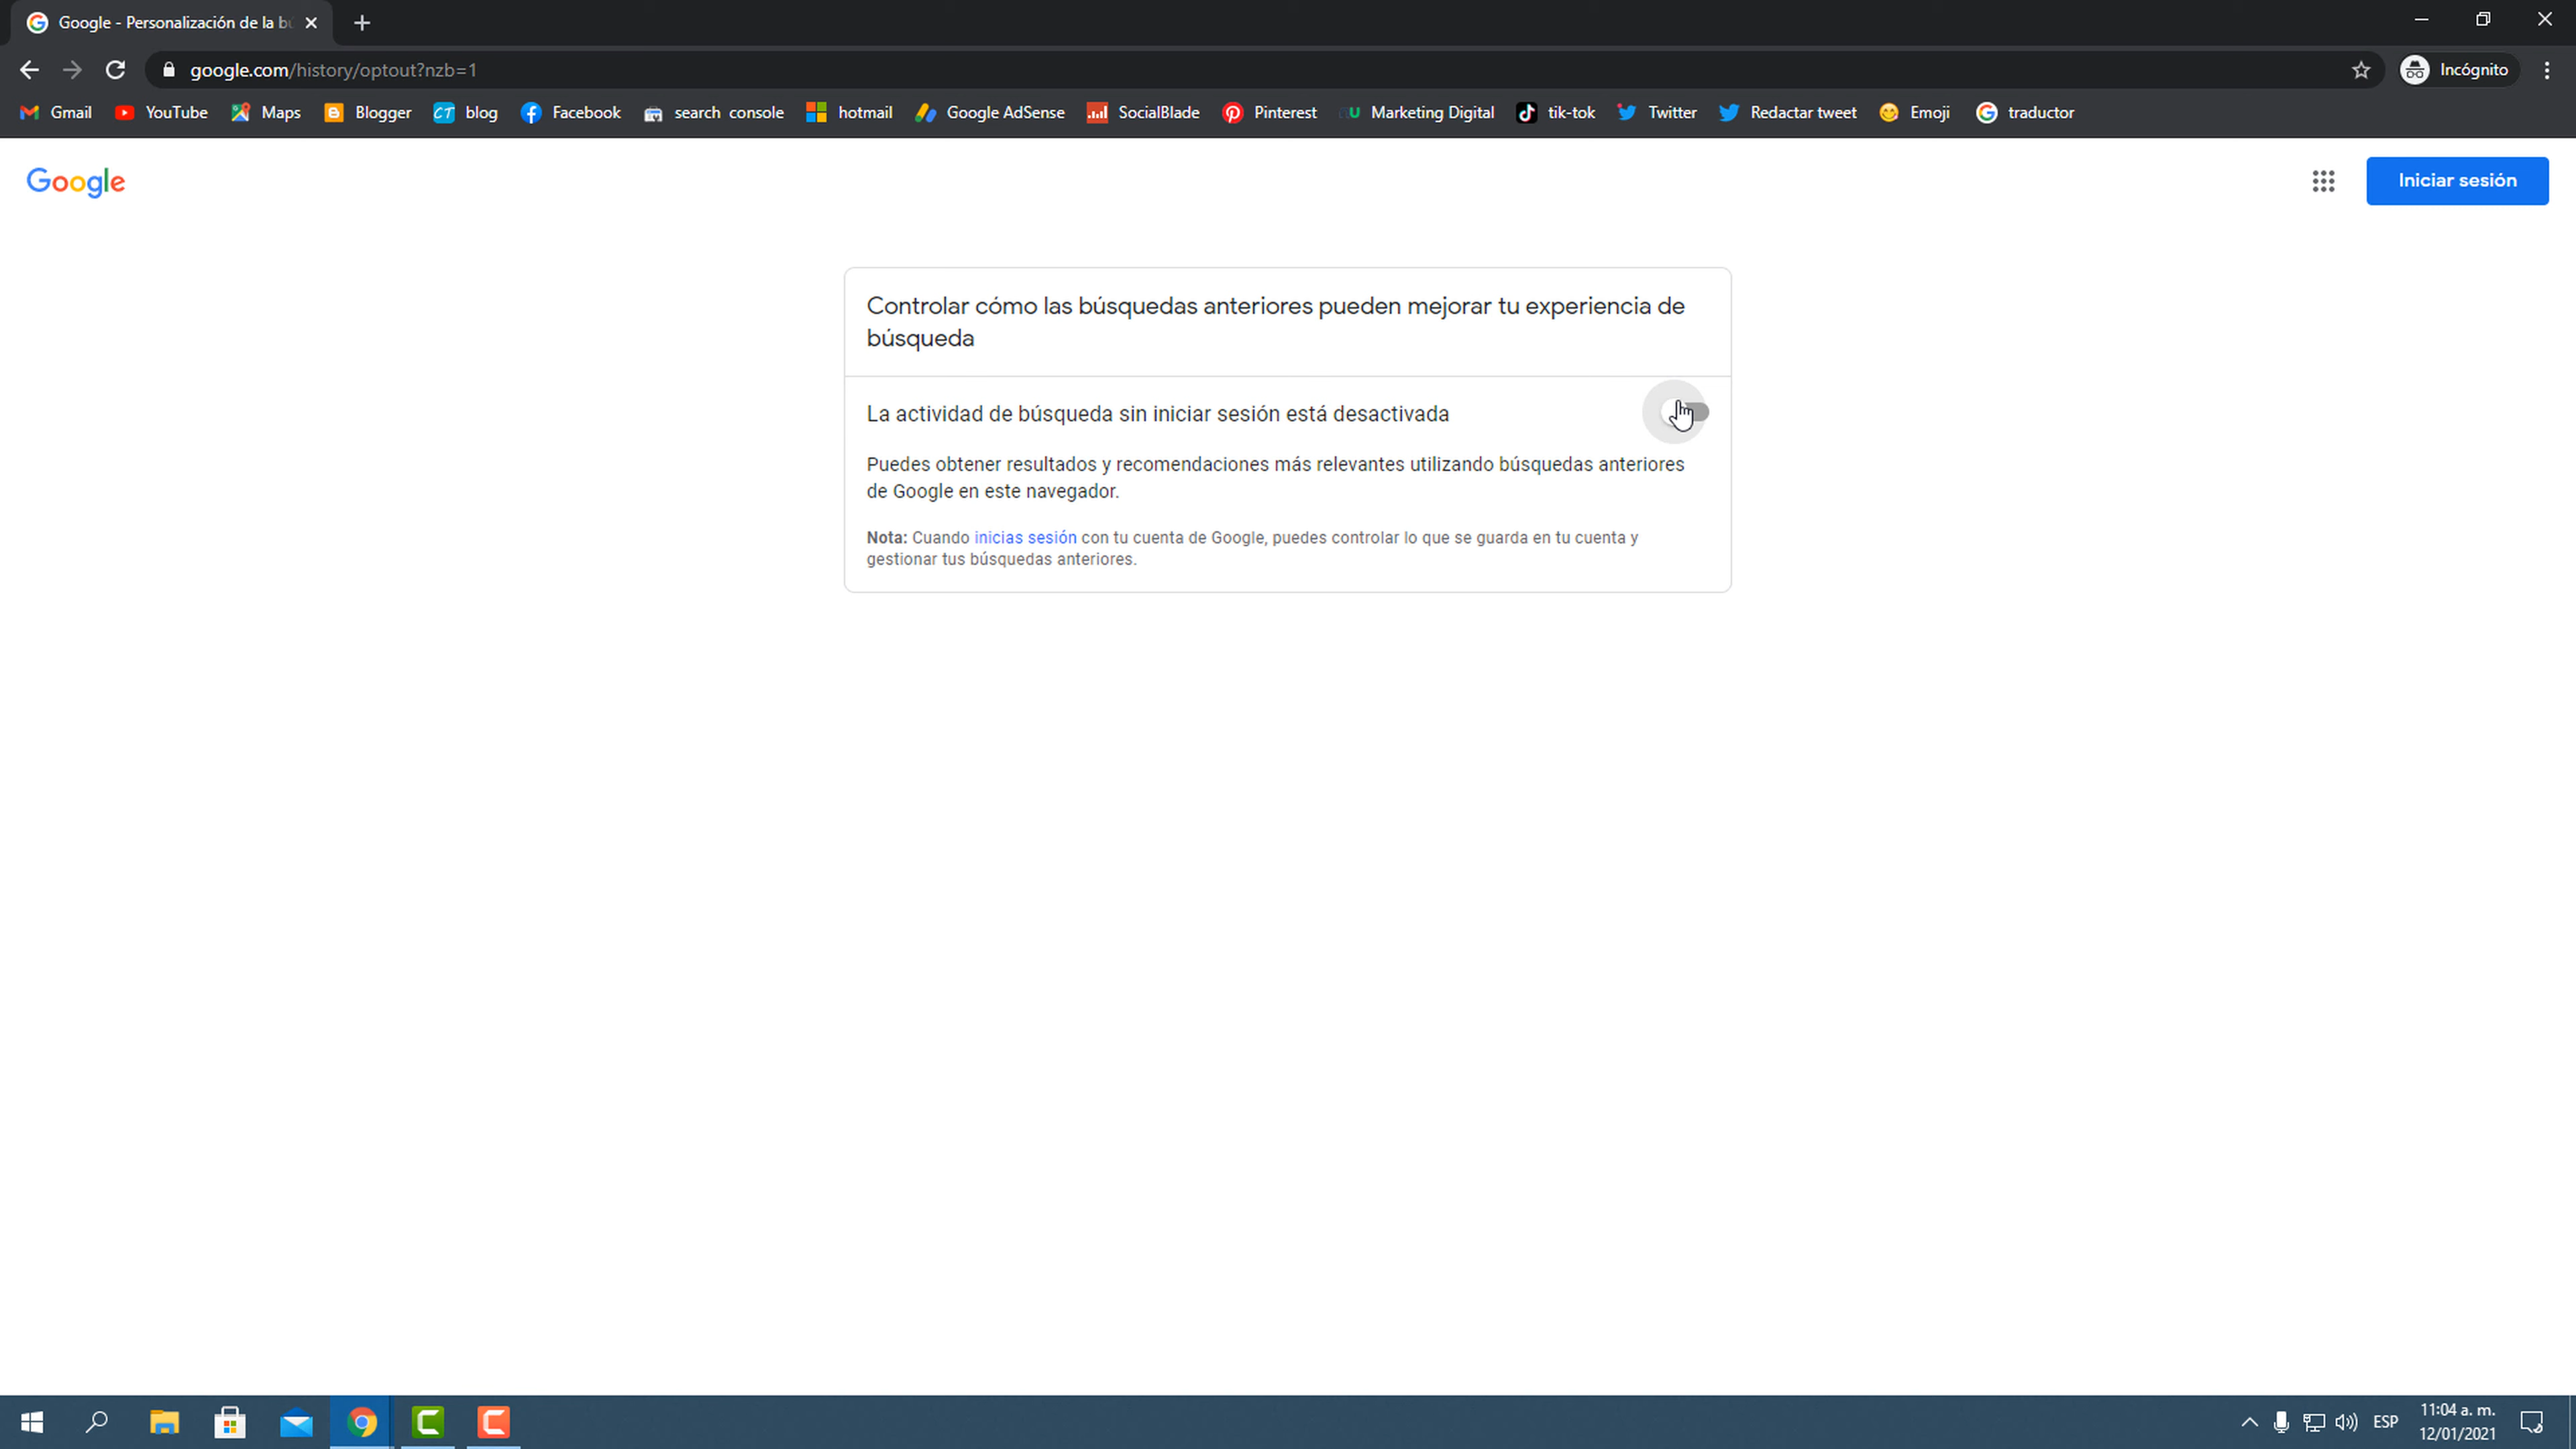 Google - Personalización de la b
google.com/history/optout?nzb=1
Incógnito
Gmail YouTube Maps Blogger CT blog Facebook search console hotmail Google AdSense SocialBlade Pinterest U Marketing Digital tik-tok Twitter Redactar tweet Emoji traductor
Google
Iniciar sesión
Controlar cómo las búsquedas anteriores pueden mejorar tu experiencia de
búsqueda
La actividad de búsqueda sin iniciar sesión está desactivada
Puedes obtener resultados y recomendaciones más relevantes utilizando búsquedas anteriores
de Google en este navegador.
Nota: Cuando inicias sesión con tu cuenta de Google, puedes controlar lo que se guarda en tu cuenta y
gestionar tus búsquedas anteriores.
ESP
11:04 a. m.
12/01/2021